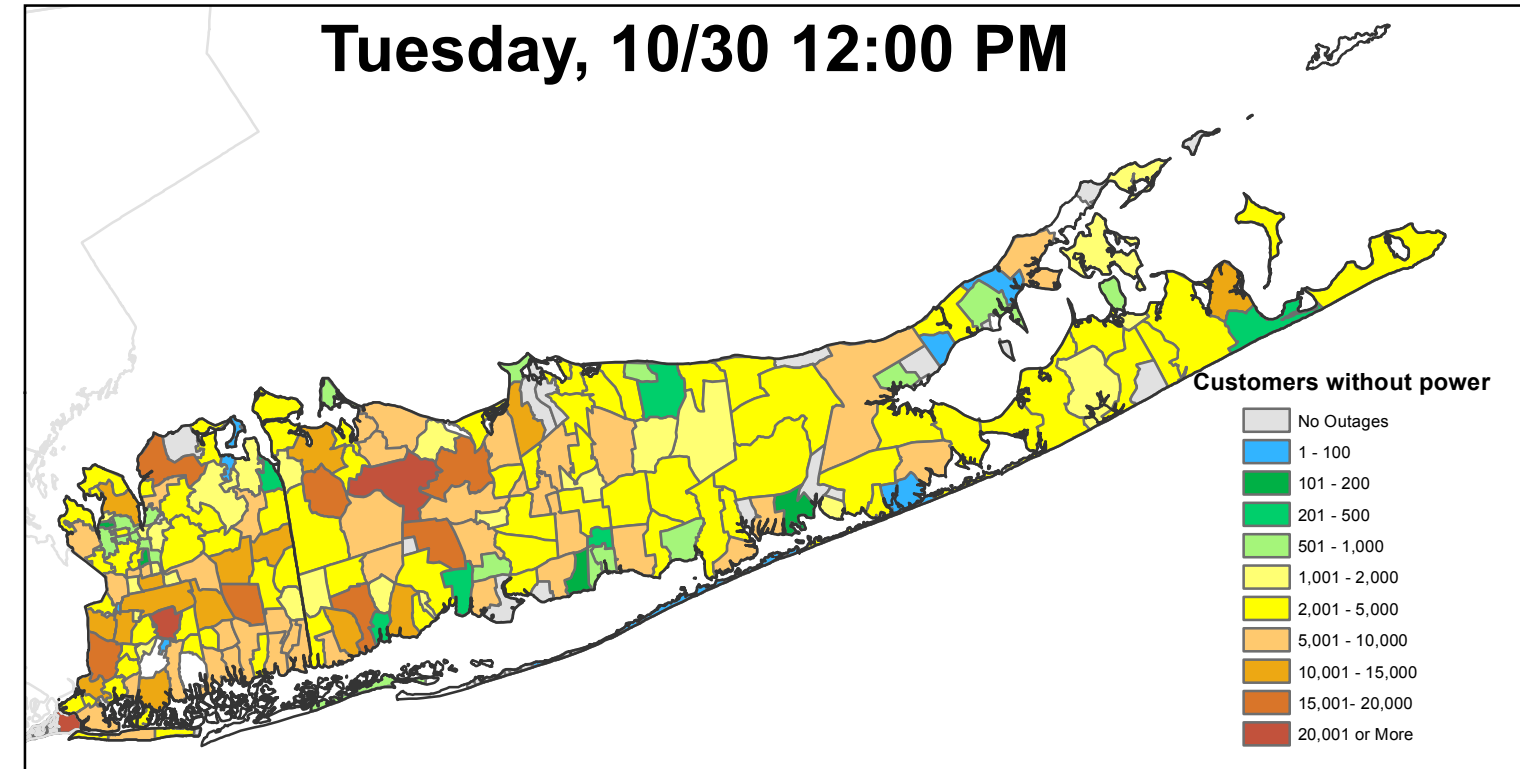 Tuesday, 10/30 12:00 PM
Customers without power
No Outages
1 - 100
101 - 200
201 - 500
501 - 1,000
1,001 - 2,000
2,001 - 5,000
5,001 - 10,000
10,001 - 15,000
15,001- 20,000
20,001 or More